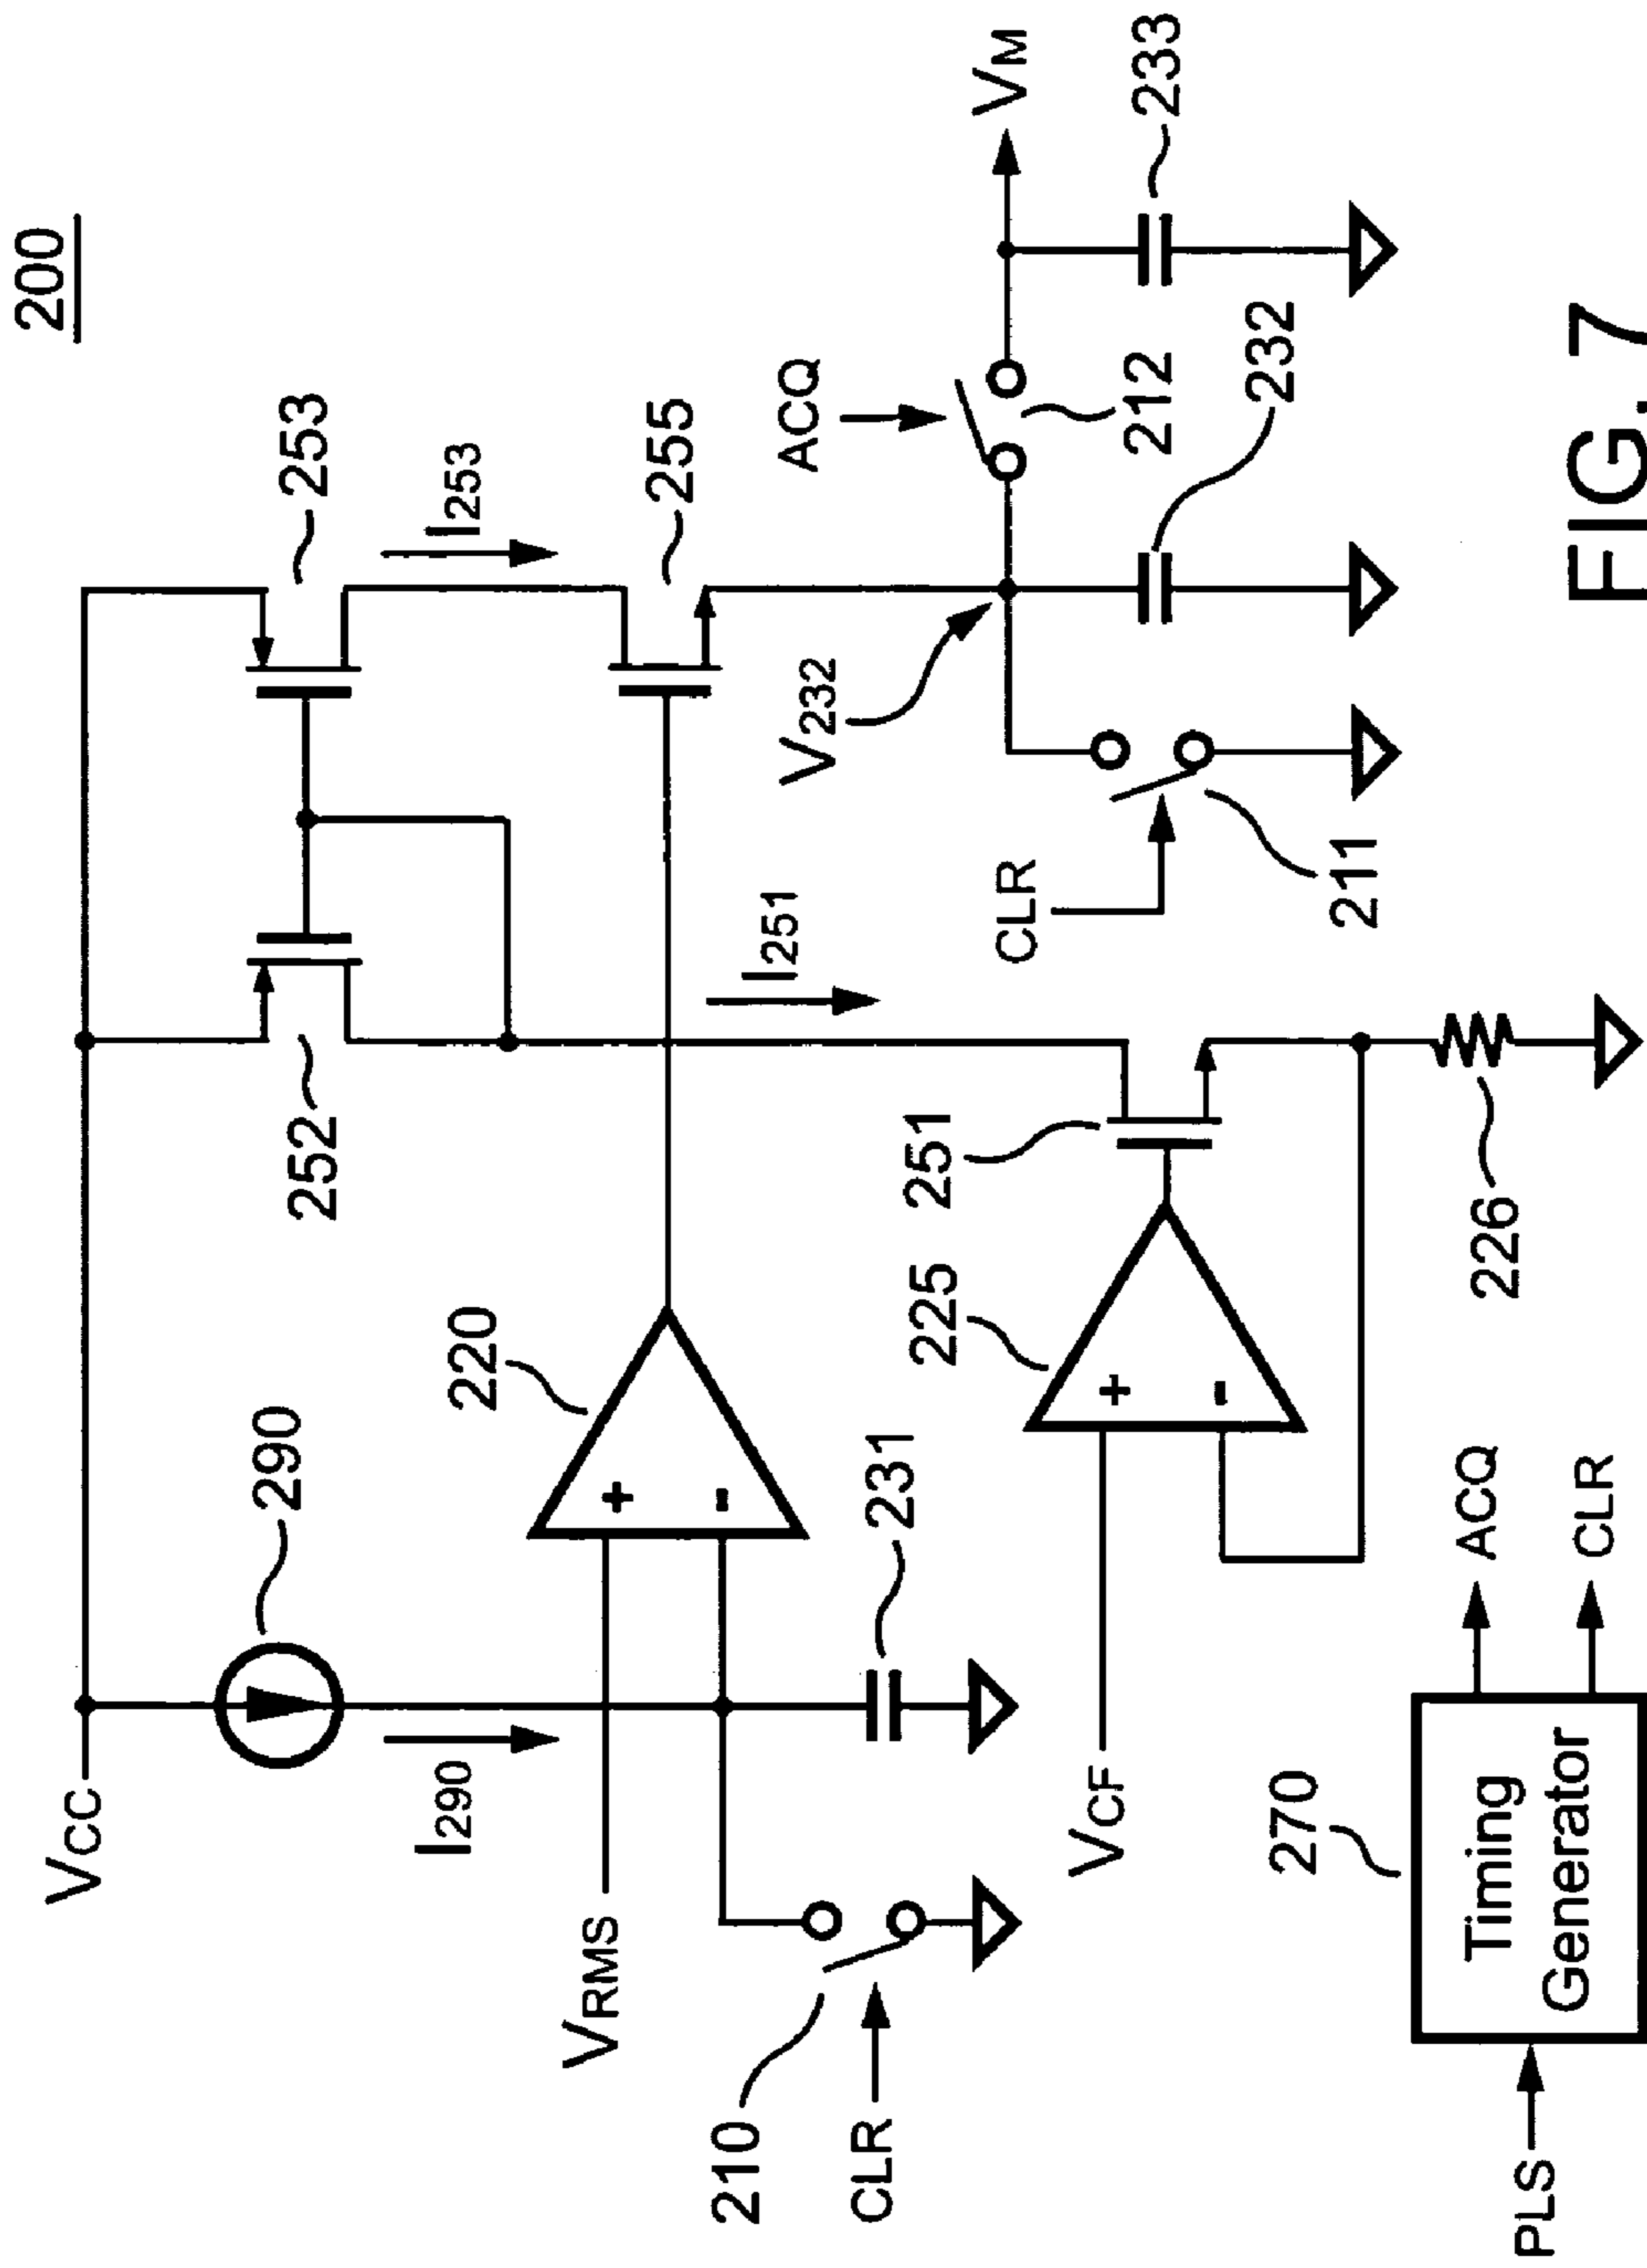 200
VCC
290
I290
252
253
I253
VRMS
220
255
I251
231
210
CLR
V232
ACQ
VM
212
233
232
CLR
211
VCF
225
251
226
270
PLS
Timing
Generator
ACQ
CLR
FIG. 7